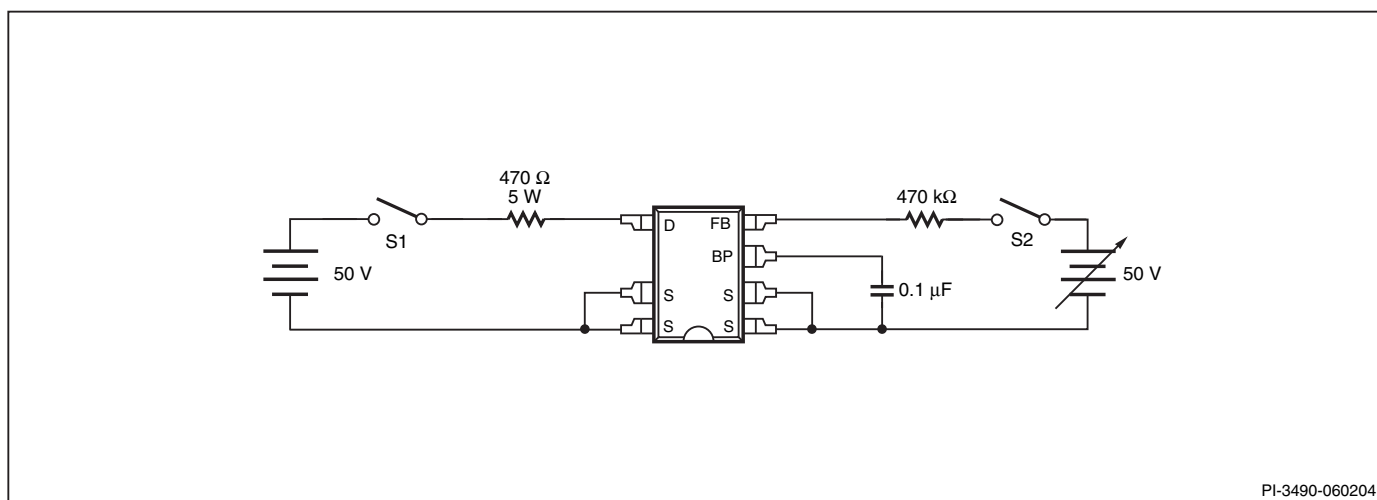 470 Ω
5 W
S1
50 V
D
S
S
FB
BP
S
S
470 kΩ
S2
50 V
0.1 µF
PI-3490-060204